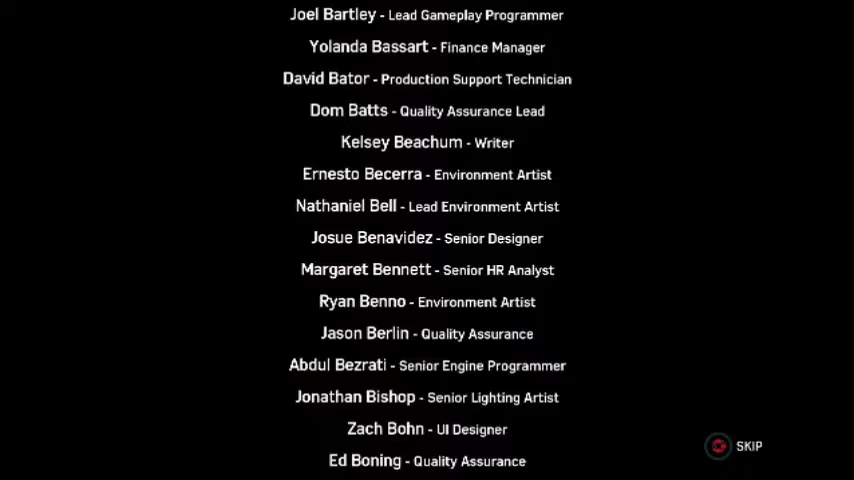 Joel Bartley - Lead Gameplay Programmer
Yolanda Bassart - Finance Manager
David Bator - Production Support Technician
Dom Batts - Quality Assurance Lead
Kelsey Beachum - Writer
Ernesto Becerra - Environment Artist
Nathaniel Bell - Lead Environment Artist
Josue Benavidez - Senior Designer
Margaret Bennett - Senior HR Analyst
Ryan Benno - Environment Artist
Jason Berlin - Quality Assurance
Abdul Bezrati - Senior Engine Programmer
Jonathan Bishop - Senior Lighting Artist
Zach Bohn - UI Designer
SKIP
Ed Boning - Quality Assurance